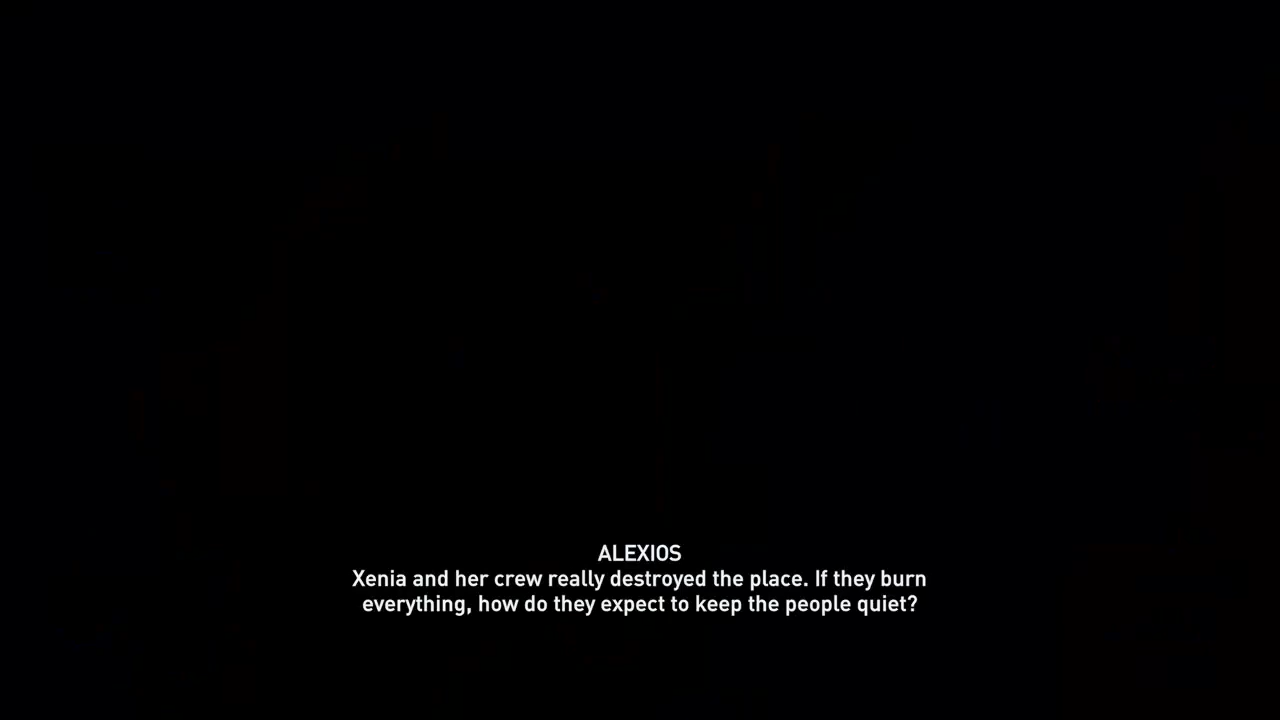 ALEXIOS
Xenia and her crew really destroyed the place. If they burn
everything, how do they expect to keep the people quiet?